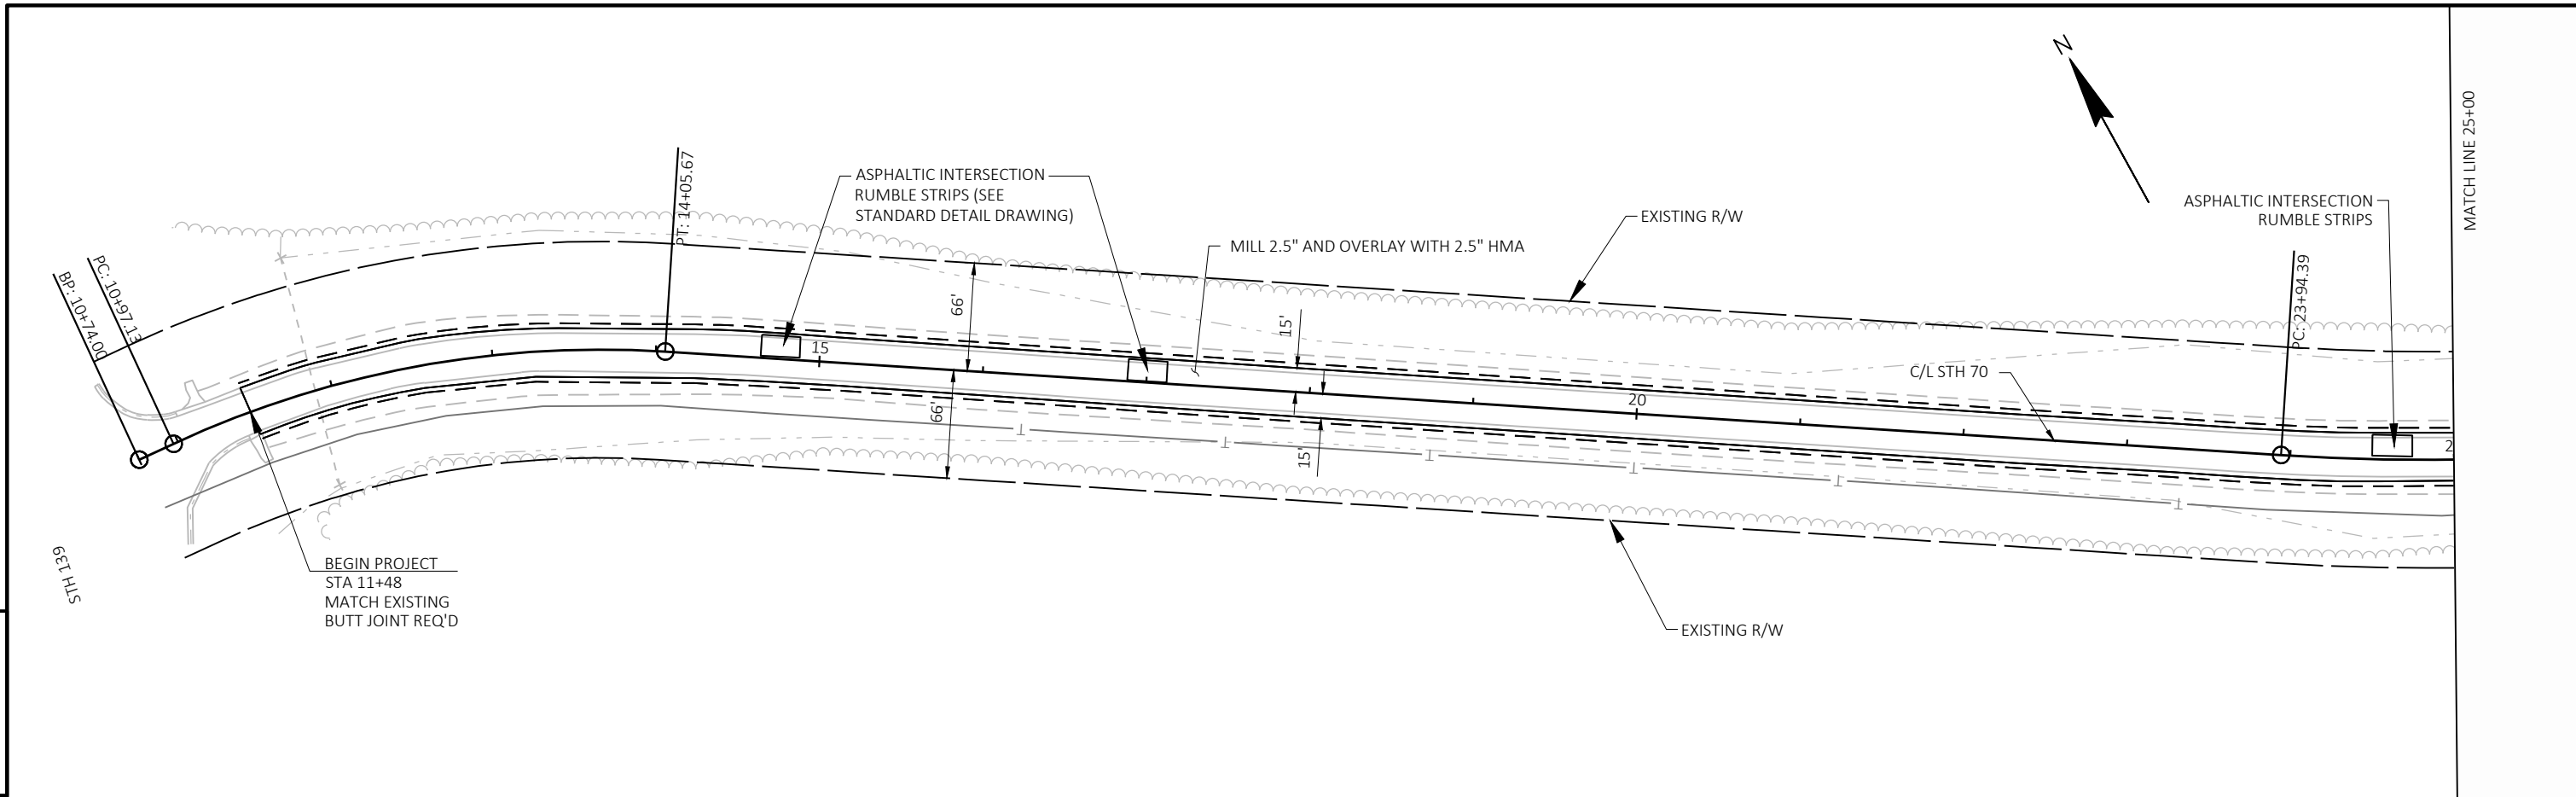 N
MATCH LINE 25+00
PT: 14+05.67
ASPHALTIC INTERSECTION
RUMBLE STRIPS (SEE
STANDARD DETAIL DRAWING)
ASPHALTIC INTERSECTION
RUMBLE STRIPS
EXISTING R/W
MILL 2.5" AND OVERLAY WITH 2.5" HMA
PC: 10+97.13
BP: 10+74.00
PC: 23+94.39
66'
15'
15
C/L STH 70
20
66'
15'
2
T
T
T
T
T
T
STH 139
BEGIN PROJECT
STA 11+48
MATCH EXISTING
BUTT JOINT REQ'D
EXISTING R/W